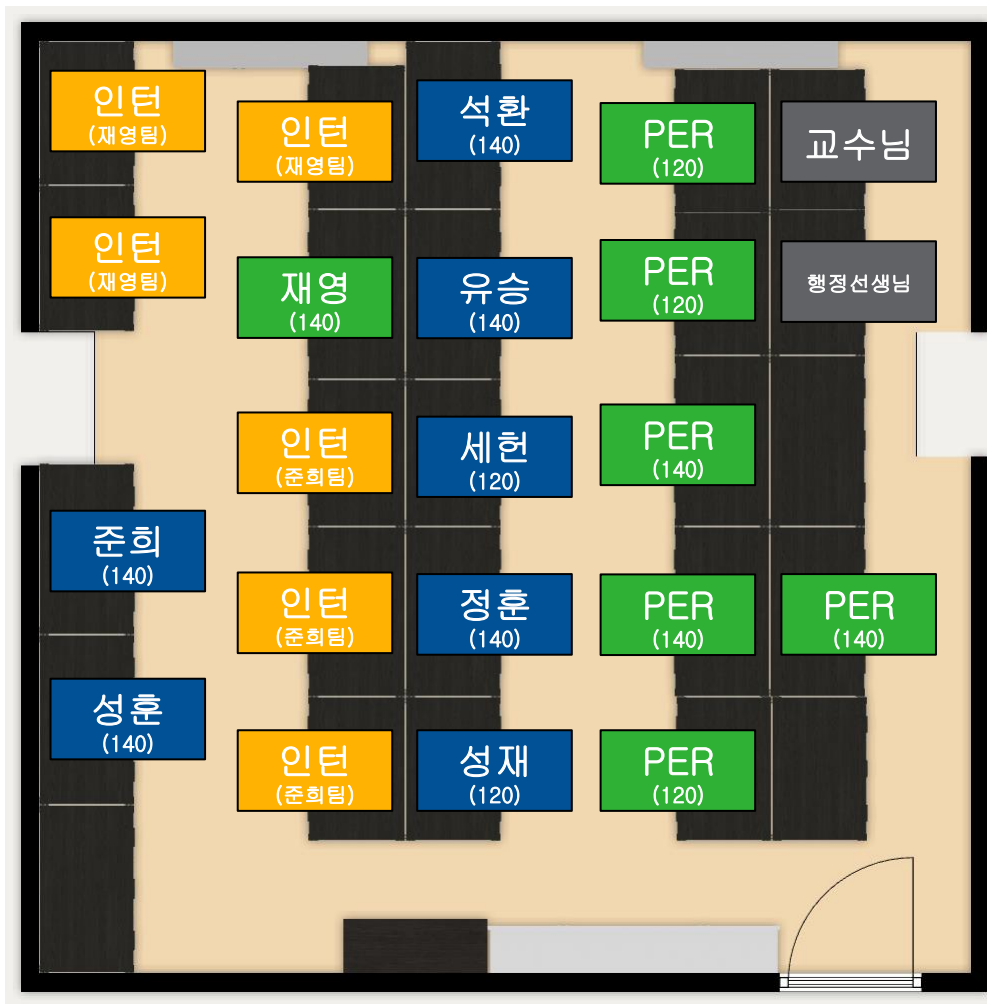 인턴
(재영팀)
인턴
(재영팀)
석환
(140)
PER
(120)
교수님
인턴
(재영팀)
재영
(140)
유승
(140)
PER
(120)
행정선생님
인턴
(준희팀)
세헌
(120)
PER
(140)
준희
(140)
인턴
(준희팀)
정훈
(140)
PER
(140)
PER
(140)
성훈
(140)
인턴
(준희팀)
성재
(120)
PER
(120)